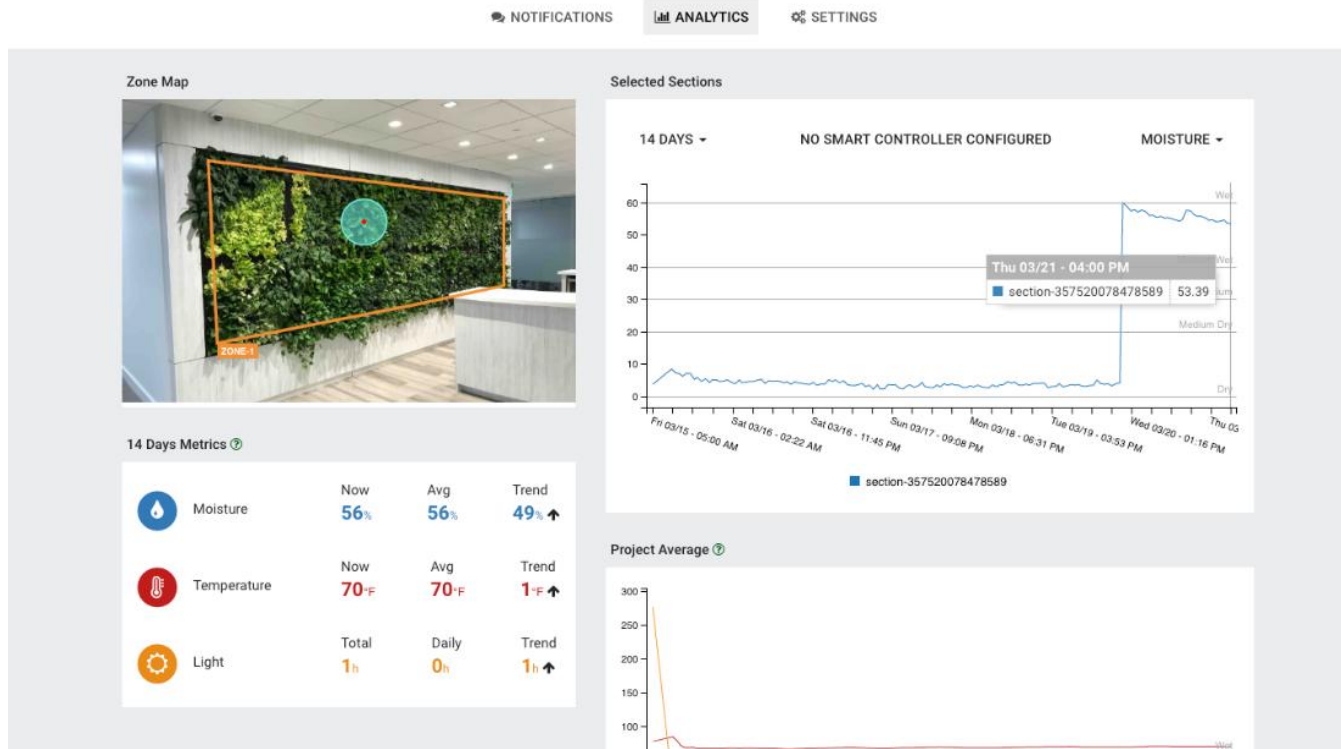 NOTIFICATIONS
ANALYTICS
SETTINGS
Zone Map
ZONE-1
14 Days Metrics
Moisture
Now
Avg
Trend
56%
56%
49%
Temperature
Now
Avg
Trend
70°F
70°F
1°F
Light
Total
Daily
Trend
1h
0h
1h
Selected Sections
14 DAYS
NO SMART CONTROLLER CONFIGURED
MOISTURE
60
50
40
30
20
10
0
Wet
Wet
Medium Dry
Dry
Thu 03/21 - 04:00 PM
section-357520078478589 53.39
Fri 03/15 - 05:00 AM
Sat 03/16 - 02:22 AM
Sat 03/16 - 11:45 PM
Sun 03/17 - 09:08 PM
Mon 03/18 - 06:31 PM
Tue 03/19 - 03:53 PM
Wed 03/20 - 01:16 PM
Thu 03
section-357520078478589
Project Average
300
250
200
150
100
Wet